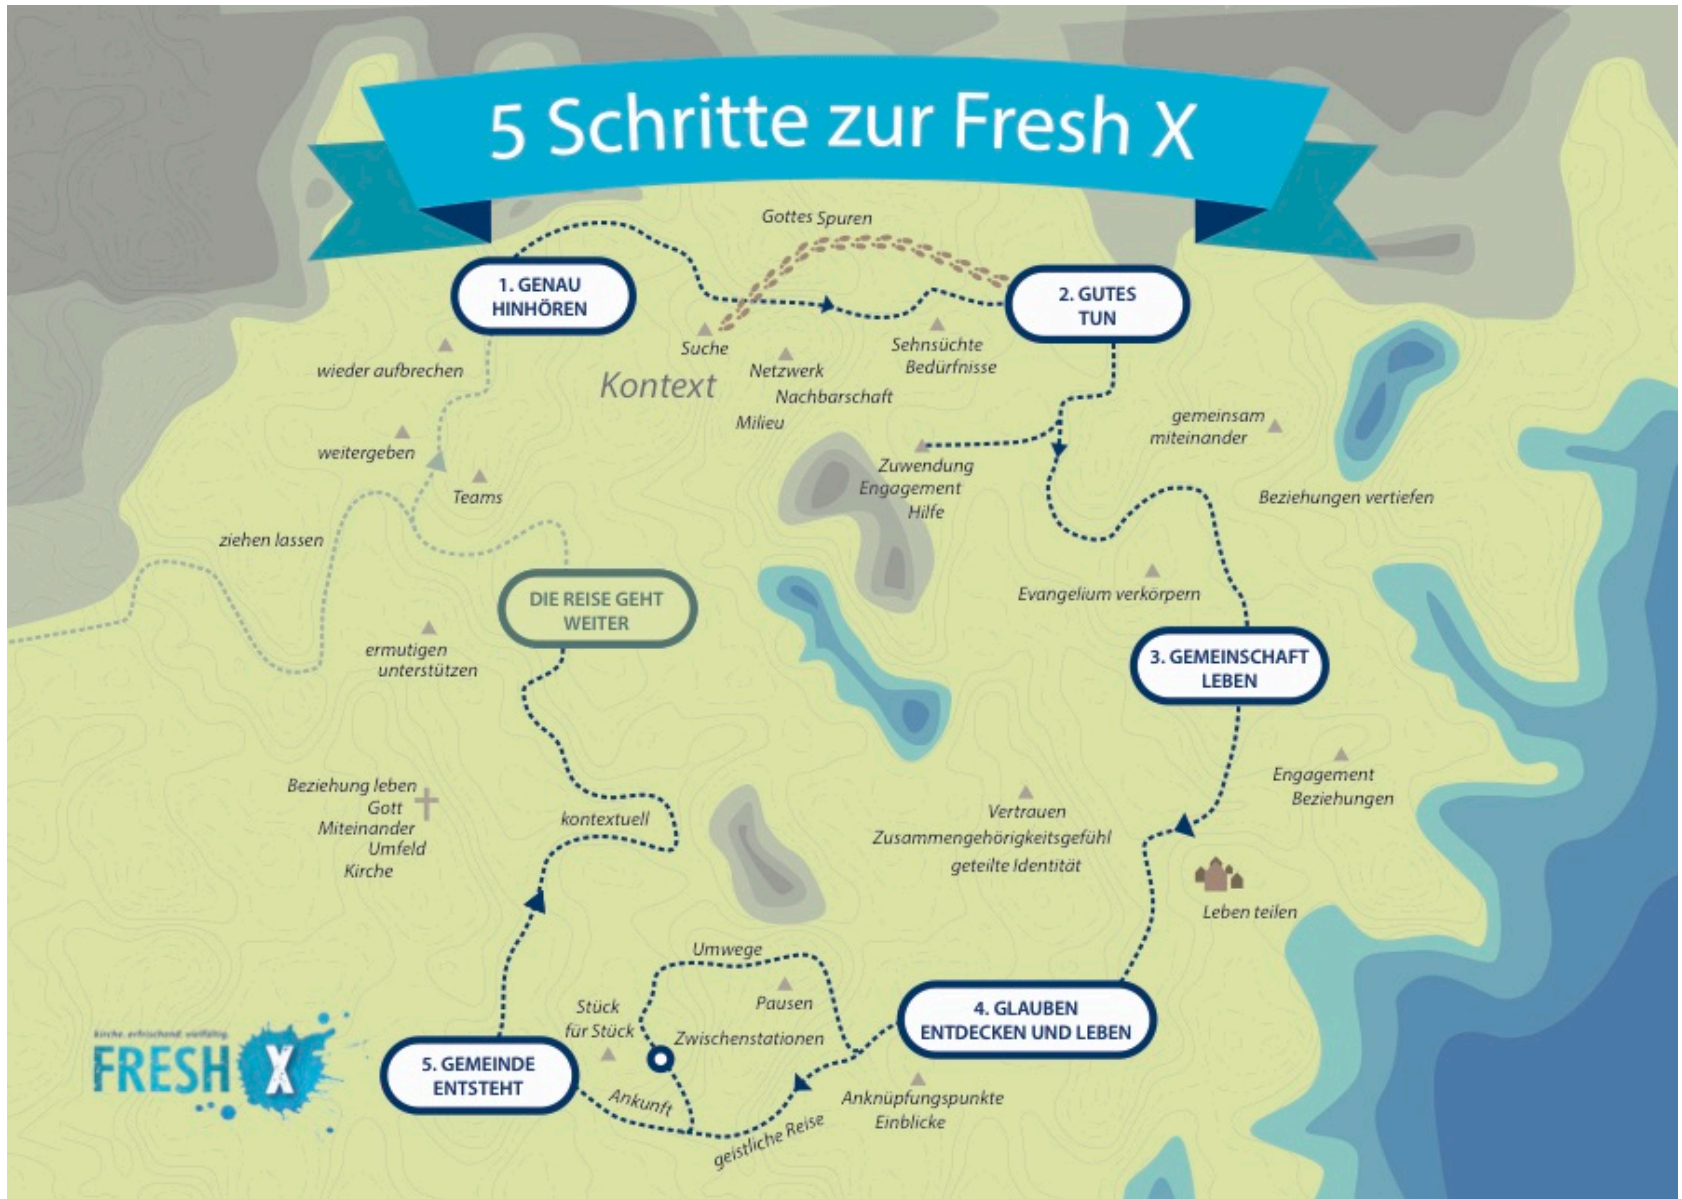 5 Schritte zur Fresh X
Gottes Spuren
1. GENAU
HINHÖREN
2. GUTES
TUN
Suche
Kontext
Netzwerk
Nachbarschaft
Milieu
Sehnsüchte
Bedürfnisse
wieder aufbrechen
weitergeben
Teams
ziehen lassen
Zuwendung
Engagement
Hilfe
gemeinsam
miteinander
Beziehungen vertiefen
Evangelium verkörpern
DIE REISE GEHT
WEITER
ermutigen
unterstützen
3. GEMEINSCHAFT
LEBEN
Engagement
Beziehungen
Beziehung leben
Gott
Miteinander
Umfeld
Kirche
kontextuell
Vertrauen
Zusammengehörigkeitsgefühl
geteilte Identität
Leben teilen
Umwege
Pausen
Stück
für Stück
Zwischenstationen
4. GLAUBEN
ENTDECKEN UND LEBEN
5. GEMEINDE
ENTSTEHT
Ankunft
geistliche Reise
Anknüpfungspunkte
Einblicke
kirche. erfrischend. vielfältig.
FRESH X